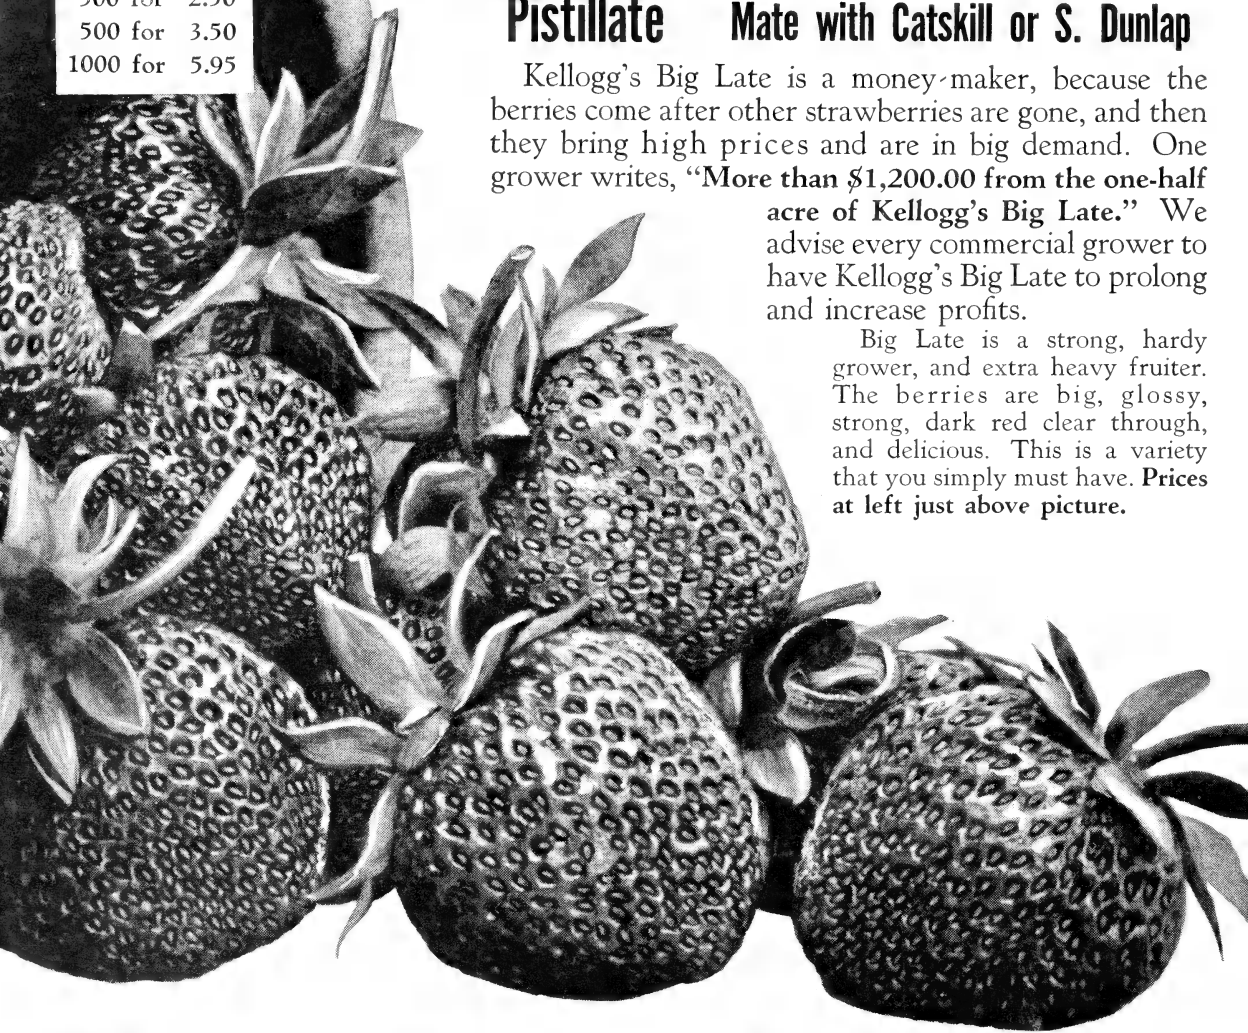 500 for 3.50
1000 for 5.95
Pistillate Mate with Catskill or S. Dunlap
Kellogg's Big Late is a money-maker, because the
berries come after other strawberries are gone, and then
they bring high prices and are in big demand. One
grower writes, “More than $1,200.00 from the one-half
acre of Kellogg's Big Late.” We
advise every commercial grower to
have Kellogg's Big Late to prolong
and increase profits.
Big Late is a strong, hardy
grower, and extra heavy fruiter.
The berries are big, glossy,
strong, dark red clear through,
and delicious. This is a variety
that you simply must have. Prices
at left just above picture.